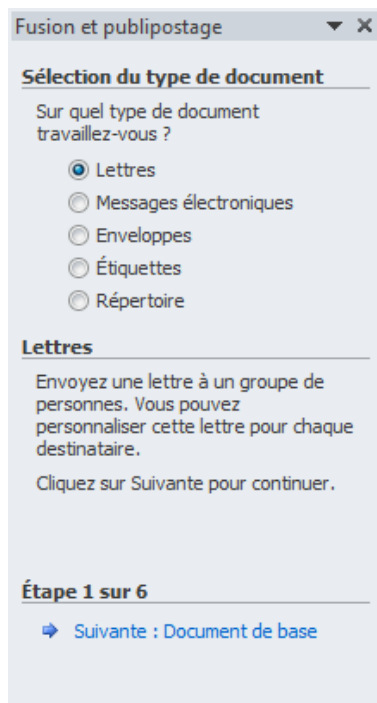 Fusion et publipostage
Sélection du type de document
Sur quel type de document
travaillez-vous ?
Lettres
Messages électroniques
Enveloppes
Étiquettes
Répertoire
Lettres
Envoyez une lettre à un groupe de
personnes. Vous pouvez
personnaliser cette lettre pour chaque
destinataire.
Cliquez sur Suivante pour continuer.
Étape 1 sur 6
Suivante : Document de base